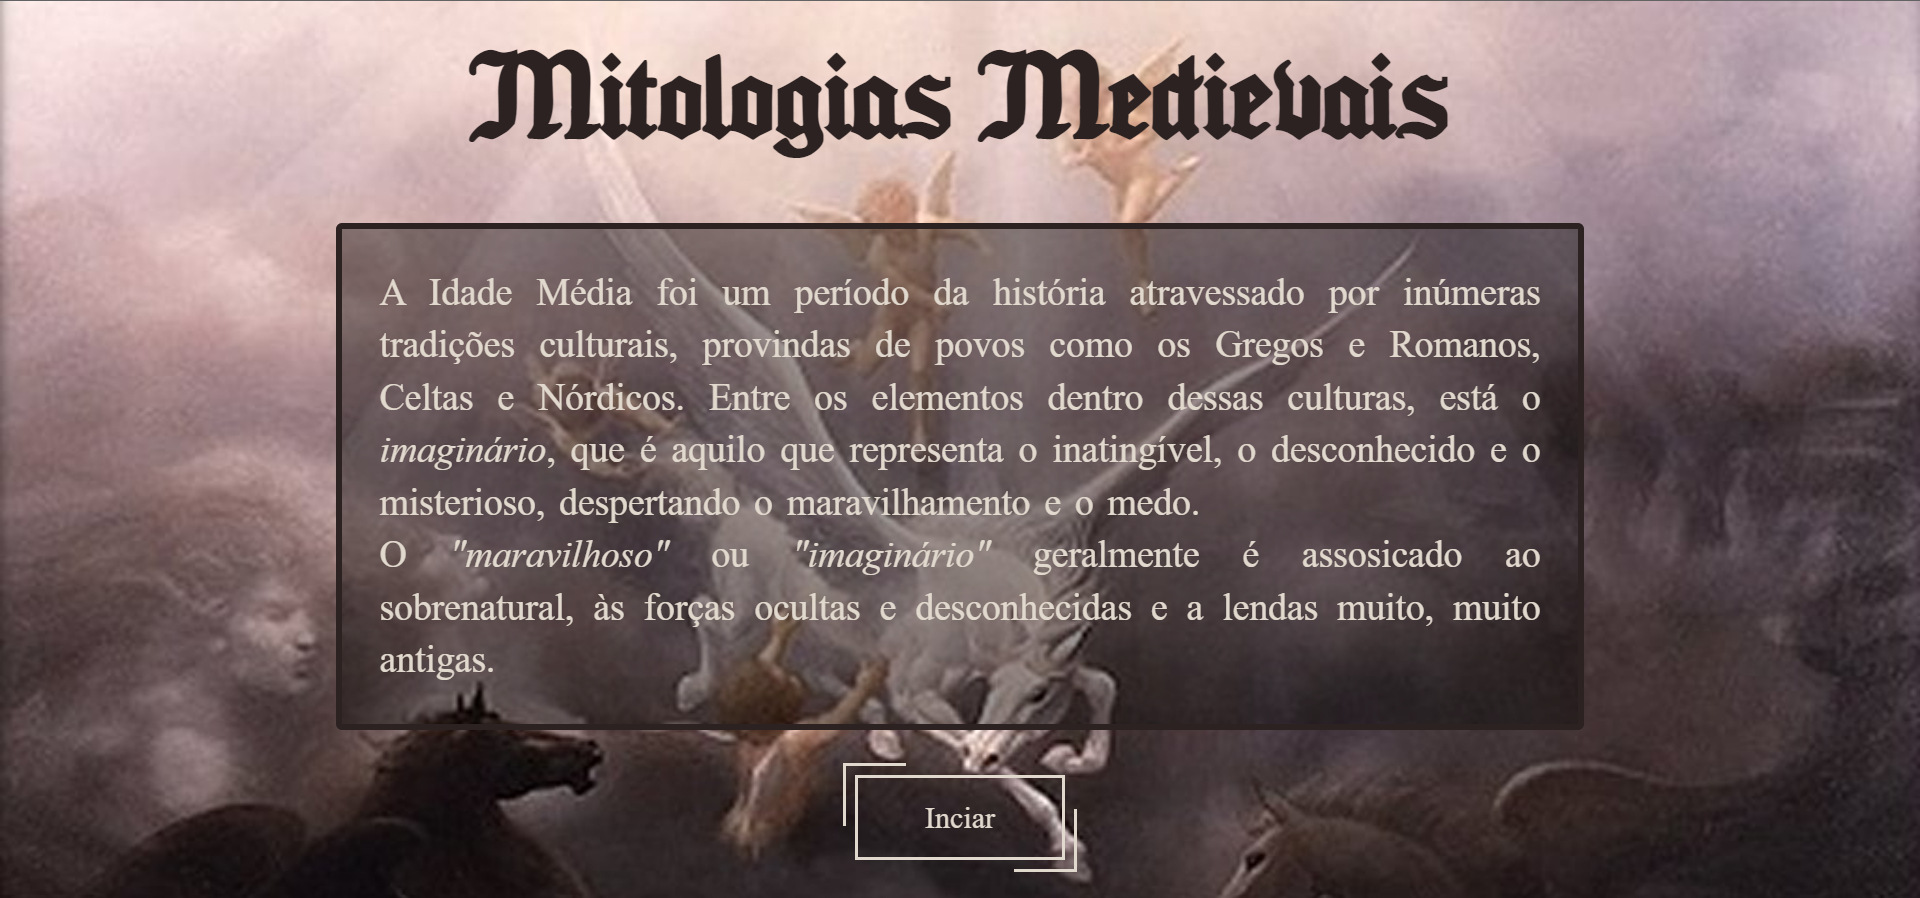 Mitologias Medievais
A Idade Média foi um período da história atravessado por inúmeras
tradições culturais, provindas de povos como os Gregos e Romanos,
Celtas e Nórdicos. Entre os elementos dentro dessas culturas, está o
imaginário, que é aquilo que representa o inatingível, o desconhecido e o
misterioso, despertando o maravilhamento e o medo.
O "maravilhoso" ou "imaginário" geralmente é assosicado ao
sobrenatural, às forças ocultas e desconhecidas e a lendas muito, muito
antigas.
Inciar